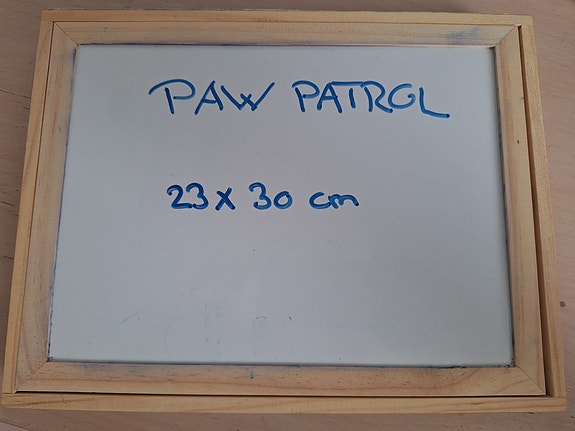 PAW PATROL
23 x 30 cm